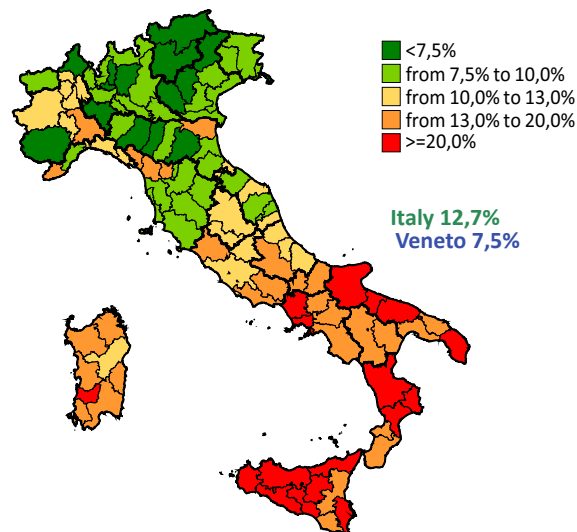 <7,5%
from 7,5% to 10,0%
from 10,0% to 13,0%
from 13,0% to 20,0%
>=20,0%
Italy 12,7%
Veneto 7,5%